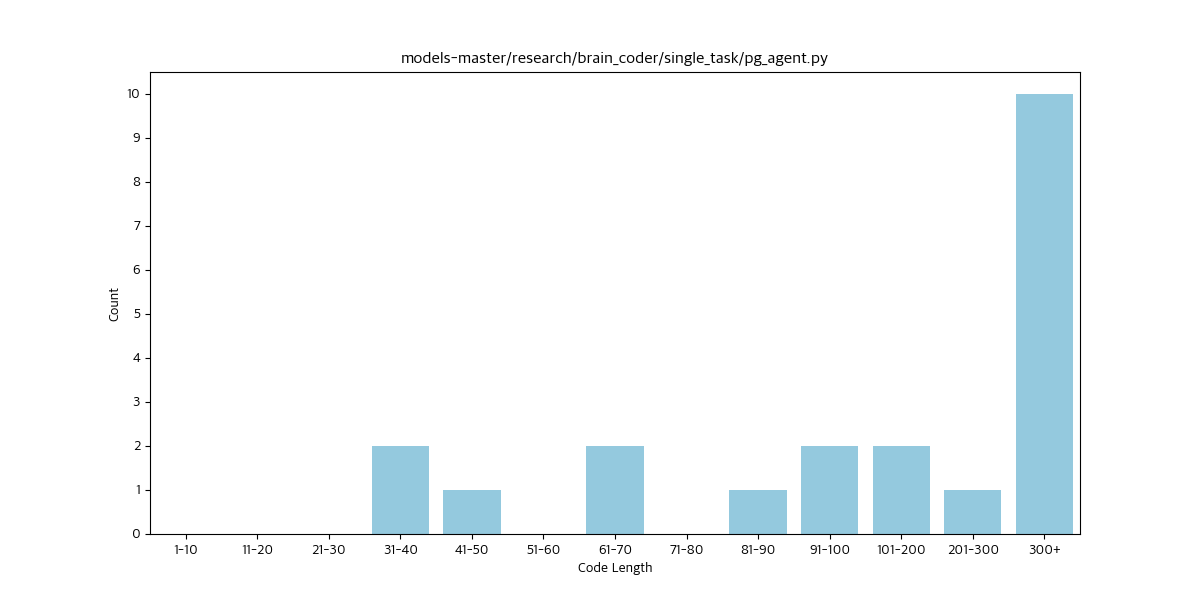 models-master/research/brain_coder/single_task/pg_agent.py
10
9
8
7
6
5
4
3
2
1
0
Count
1-10 11-20 21-30 31-40 41-50 51-60 61-70 71-80 81-90 91-100 101-200 201-300 300+
Code Length